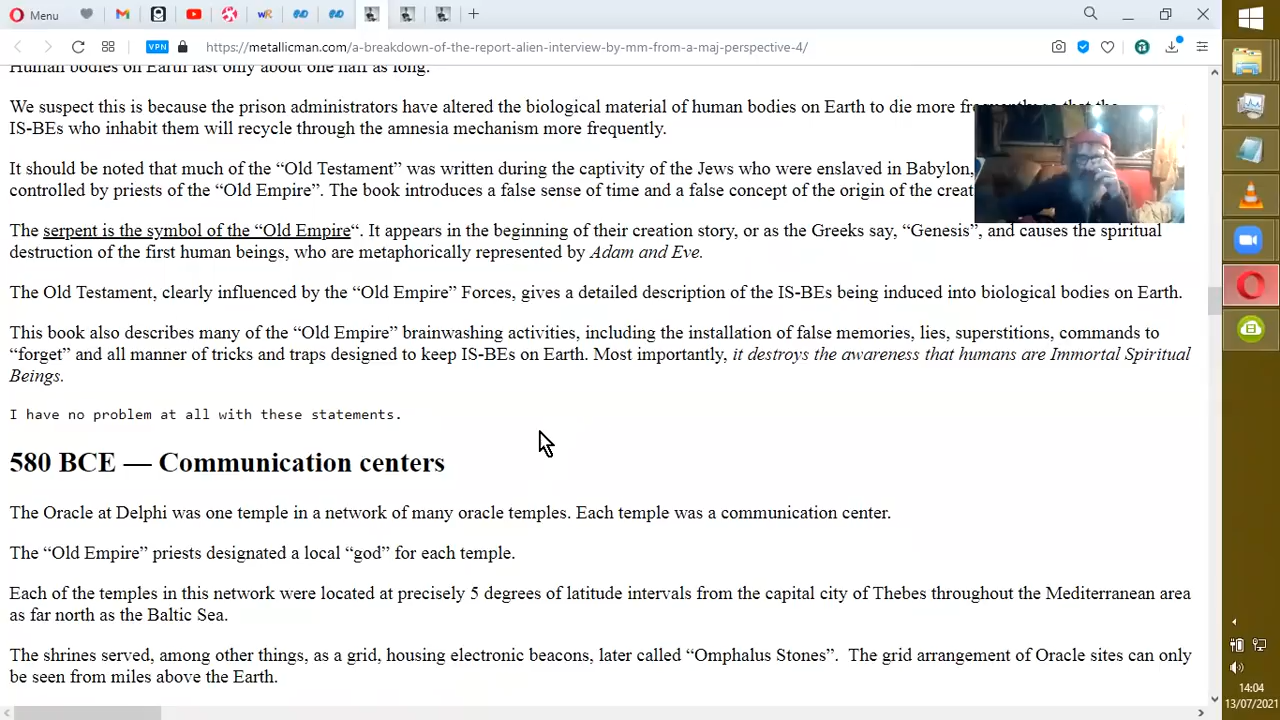 Menu
VPN
https://metallicman.com/a-breakdown-of-the-report-alien-interview-by-mm-from-a-maj-perspective-4/
Human bodies on Earth last only about one half as long.
We suspect this is because the prison administrators have altered the biological material of human bodies on Earth to die more frequently so that the
IS-BEs who inhabit them will recycle through the amnesia mechanism more frequently.
It should be noted that much of the “Old Testament” was written during the captivity of the Jews who were enslaved in Babylon,
controlled by priests of the “Old Empire”. The book introduces a false sense of time and a false concept of the origin of the
The serpent is the symbol of the “Old Empire“. It appears in the beginning of their creation story, or as the Greeks say, “Genesis”, and causes the spiritual
destruction of the first human beings, who are metaphorically represented by Adam and Eve.
The Old Testament, clearly influenced by the “Old Empire” Forces, gives a detailed description of the IS-BEs being induced into biological bodies on Earth.
This book also describes many of the “Old Empire” brainwashing activities, including the installation of false memories, lies, superstitions, commands to
“forget” and all manner of tricks and traps designed to keep IS-BEs on Earth. Most importantly, it destroys the awareness that humans are Immortal Spiritual
Beings.
I have no problem at all with these statements.
580 BCE — Communication centers
The Oracle at Delphi was one temple in a network of many oracle temples. Each temple was a communication center.
The “Old Empire” priests designated a local “god” for each temple.
Each of the temples in this network were located at precisely 5 degrees of latitude intervals from the capital city of Thebes throughout the Mediterranean area
as far north as the Baltic Sea.
The shrines served, among other things, as a grid, housing electronic beacons, later called “Omphalus Stones”. The grid arrangement of Oracle sites can only
be seen from miles above the Earth.
14:04
13/07/2021